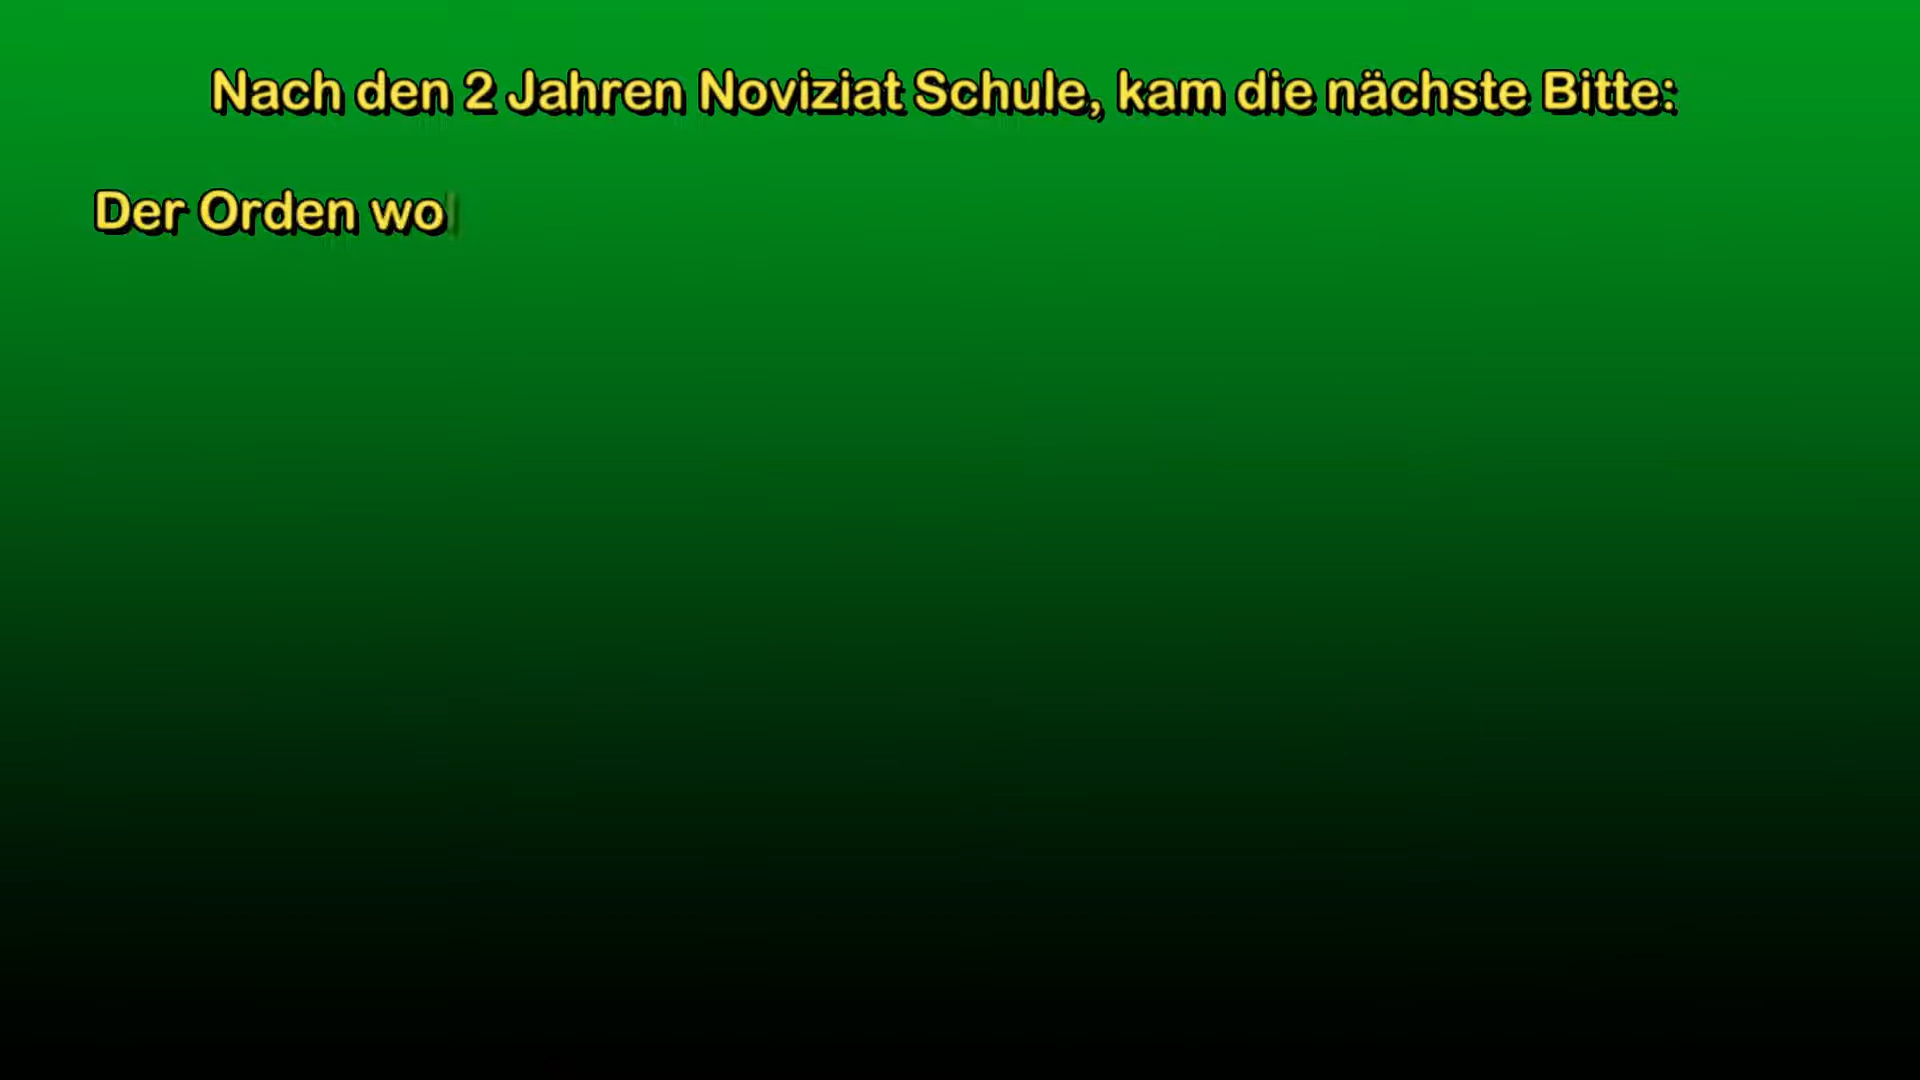 Nach den 2 Jahren Noviziat Schule, kam die nächste Bitte:
Der Orden wo